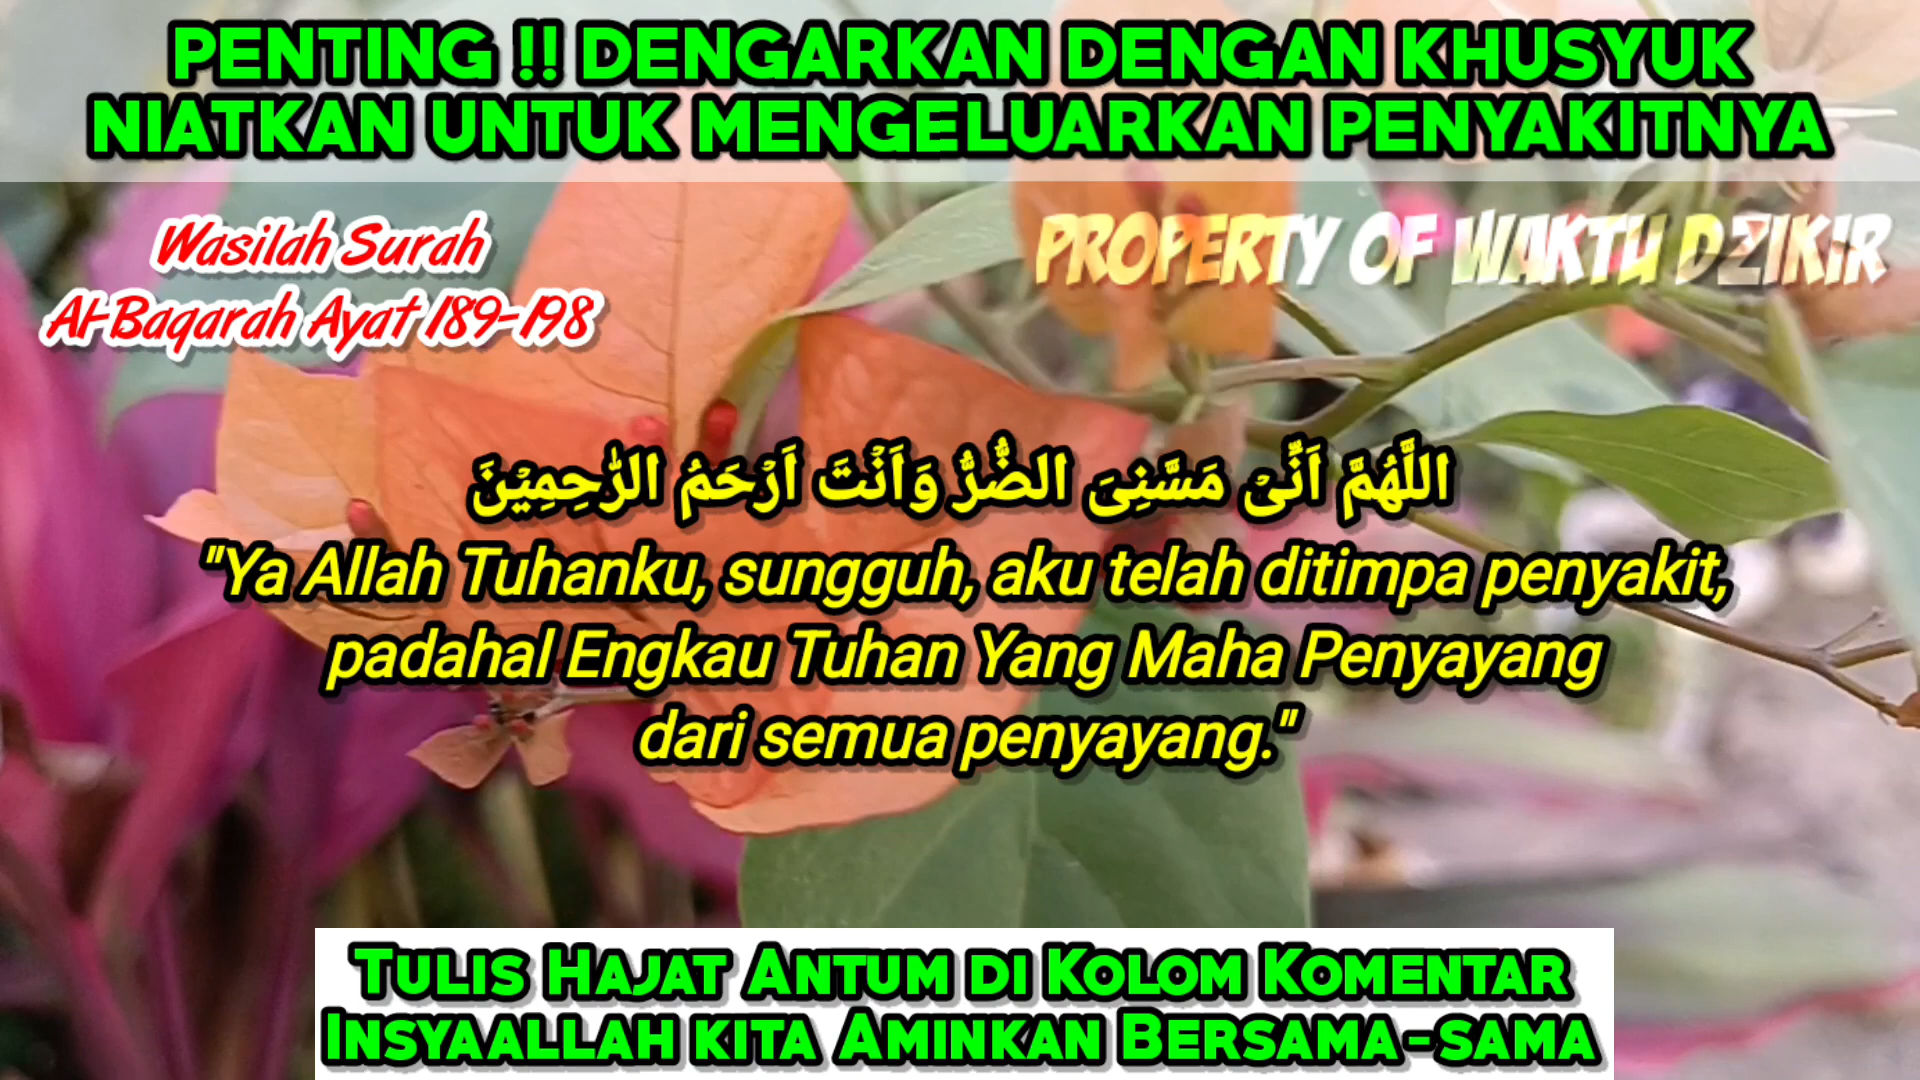 PENTING !! DENGARKAN DENGAN KHUSYUK
NIATKAN UNTUK MENGELUARKAN PENYAKITNYA
Wasilah Surah
Al-Baqarah Ayat 189-198
PROPERTY OF WAKTU DZIKIR
اللَّهُمَّ اَنِّىْ مَسَّنِىَ الضُّرُّ وَاَنْتَ اَرْحَمُ الرّٰحِمِيْنَ
"Ya Allah Tuhanku, sungguh, aku telah ditimpa penyakit,
padahal Engkau Tuhan Yang Maha Penyayang
dari semua penyayang."
TULIS HAJAT ANTUM DI KOLOM KOMENTAR
INSYAALLAH KITA AMINKAN BERSAMA-SAMA